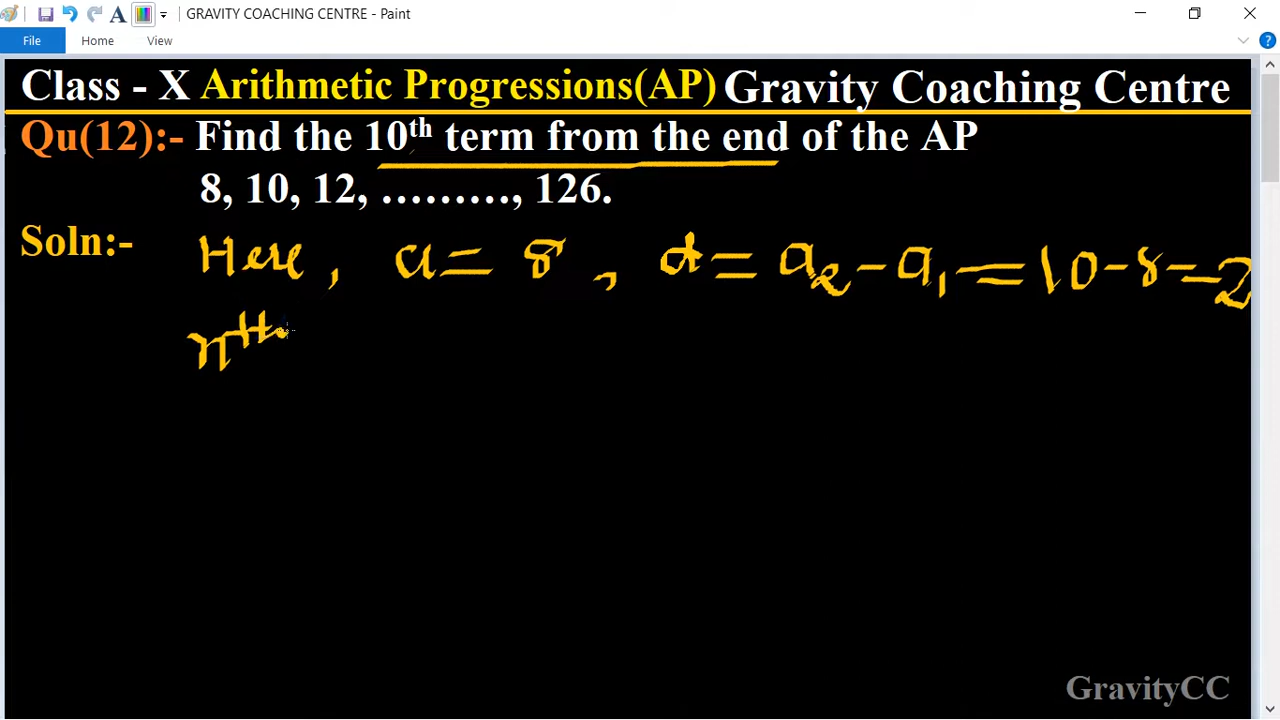 GRAVITY COACHING CENTRE - Paint
File Home View
Class - X Arithmetic Progressions(AP) Gravity Coaching Centre
Qu(12):- Find the 10th term from the end of the AP
8, 10, 12, ………, 126.
Soln:- Here, a = 8, d = a₂ - a₁ = 10 - 8 = 2
nth
GravityCC